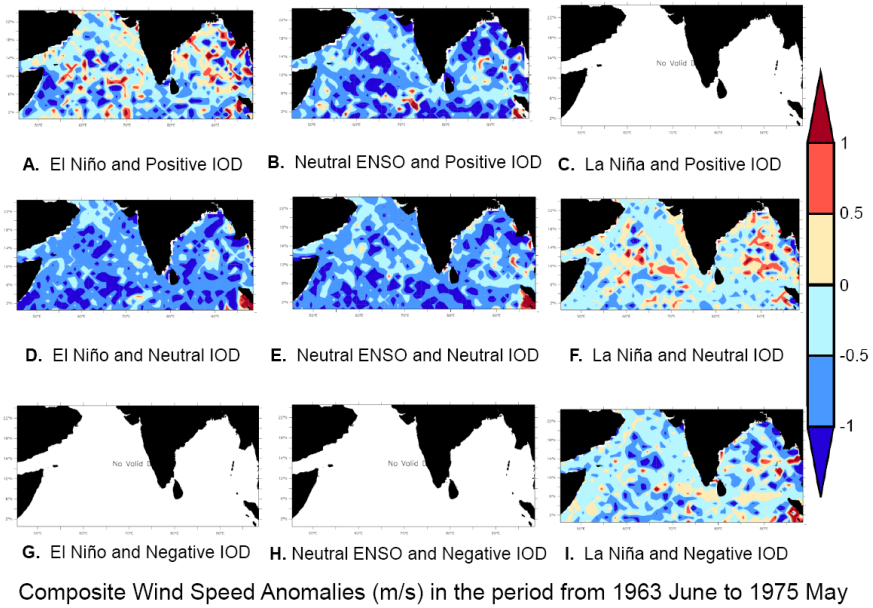 No Valid D
A. El Niño and Positive IOD
B. Neutral ENSO and Positive IOD
C. La Niña and Positive IOD
1
0.5
0
-0.5
-1
D. El Niño and Neutral IOD
E. Neutral ENSO and Neutral IOD
F. La Niña and Neutral IOD
No Valid D
No Valid D
G. El Niño and Negative IOD
H. Neutral ENSO and Negative IOD
I. La Niña and Negative IOD
Composite Wind Speed Anomalies (m/s) in the period from 1963 June to 1975 May